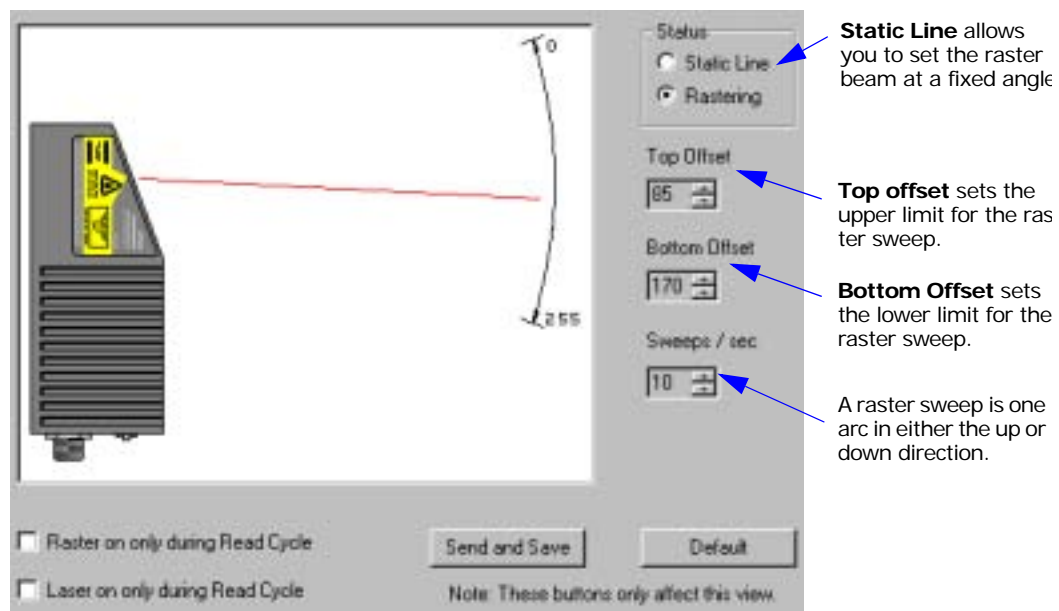 0
255
Status
Static Line
Rastering
Top Offset
85
Bottom Offset
170
Sweeps / sec
10
Raster on only during Read Cycle
Laser on only during Read Cycle
Send and Save
Default
Note: These buttons only affect this view.
Static Line allows
you to set the raster
beam at a fixed angle
Top offset sets the
upper limit for the ras
ter sweep.
Bottom Offset sets
the lower limit for the
raster sweep.
A raster sweep is one
arc in either the up or
down direction.